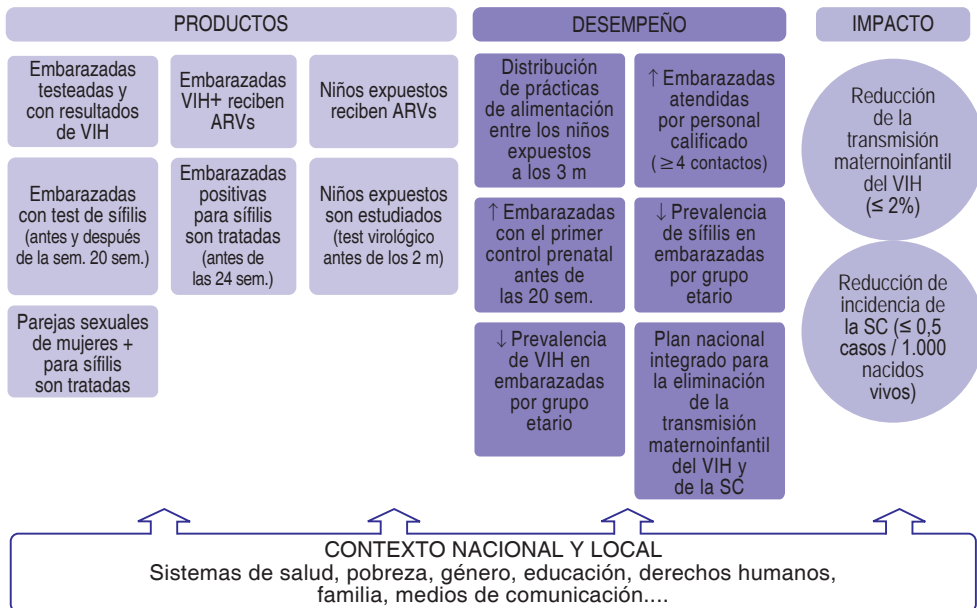 PRODUCTOS
Embarazadas
testeadas y
con resultados
de VIH
Embarazadas
VIH+ reciben
ARVs
Niños expuestos
reciben ARVs
Embarazadas
con test de sífilis
(antes y después
de la sem. 20 sem.)
Embarazadas
positivas
para sífilis
son tratadas
(antes de
las 24 sem.)
Niños expuestos
son estudiados
(test virológico
antes de los 2 m)
Parejas sexuales
de mujeres +
para sífilis
son tratadas
DESEMPEÑO
Distribución
de prácticas
de alimentación
entre los niños
expuestos
a los 3 m
↑ Embarazadas
atendidas
por personal
calificado
(≥4 contactos)
↑ Embarazadas
con el primer
control prenatal
antes de
las 20 sem.
↓ Prevalencia
de sífilis en
embarazadas
por grupo
etario
↓ Prevalencia
de VIH en
embarazadas
por grupo
etario
Plan nacional
integrado para
la eliminación
de la
transmisión
maternoinfantil
del VIH y
de la SC
IMPACTO
Reducción
de la
transmisión
maternoinfantil
del VIH
(≤ 2%)
Reducción de
incidencia de
la SC (≤ 0,5
casos / 1.000
nacidos
vivos)
CONTEXTO NACIONAL Y LOCAL
Sistemas de salud, pobreza, género, educación, derechos humanos,
familia, medios de comunicación....